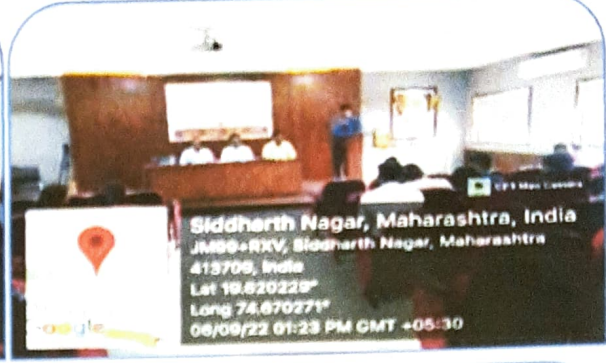 GPS Map Camera
Siddharth Nagar, Maharashtra, India
JM99+RXV, Siddharth Nagar, Maharashtra
413709, India
Lat 19.620229°
Long 74.670271°
06/09/22 01:23 PM GMT +05:30
Google